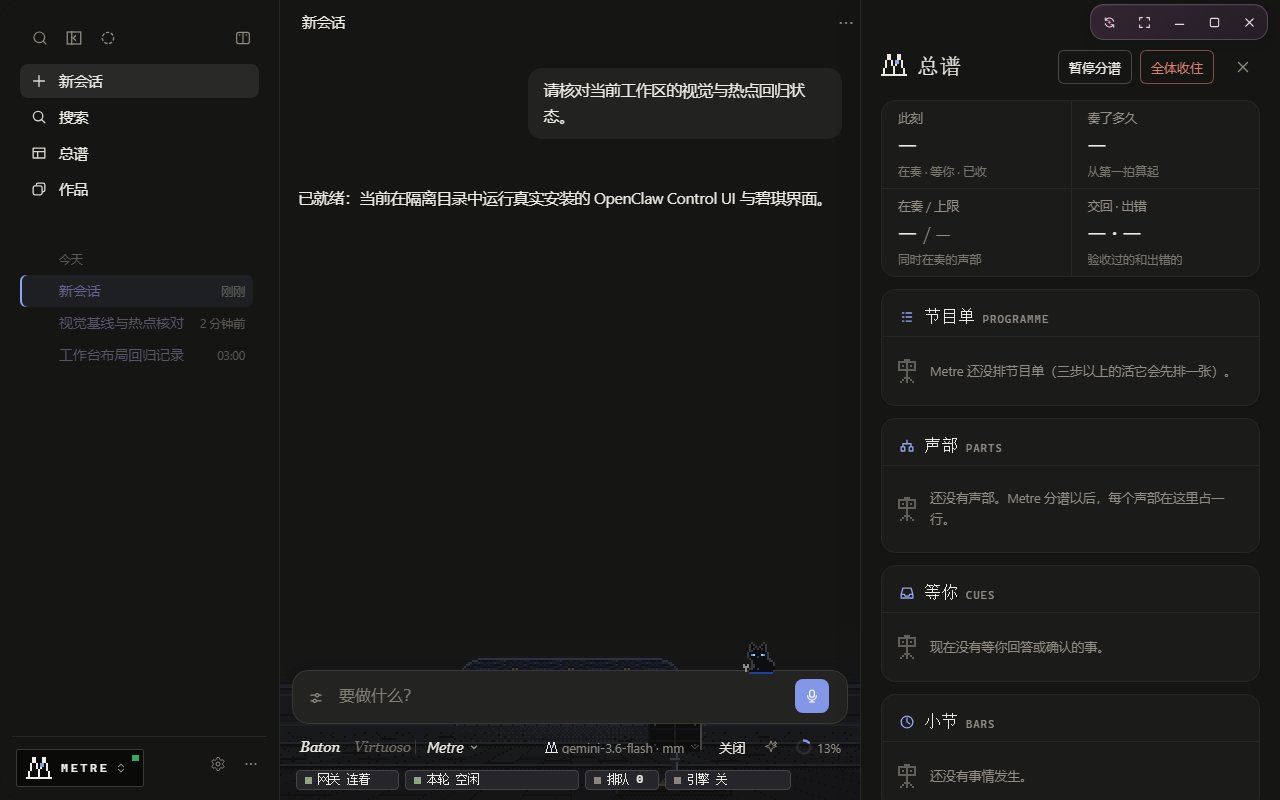 新会话
搜索
总谱
作品
今天
新会话 刚刚
视觉基线与热点核对 2 分钟前
工作台布局回归记录 03:00
METRE
新会话
请核对当前工作区的视觉与热点回归状
态。
已就绪：当前在隔离目录中运行真实安装的 OpenClaw Control UI 与碧琪界面。
要做什么？
Baton Virtuoso Metre
gemini-3.6-flash · mm 关闭 13%
网关 连着 本轮 空闲 排队 0 引擎 关
总谱 暂停分谱 全体收住
此刻 奏了多久
— —
在奏 · 等你 · 已收 从第一拍算起
在奏 / 上限 交回 · 出错
— / — — · —
同时在奏的声部 验收过的和出错的
节目单 PROGRAMME
Metre 还没排节目单（三步以上的活它会先排一张）。
声部 PARTS
还没有声部。Metre 分谱以后，每个声部在这里占一
行。
等你 CUES
现在没有等你回答或确认的事。
小节 BARS
还没有事情发生。